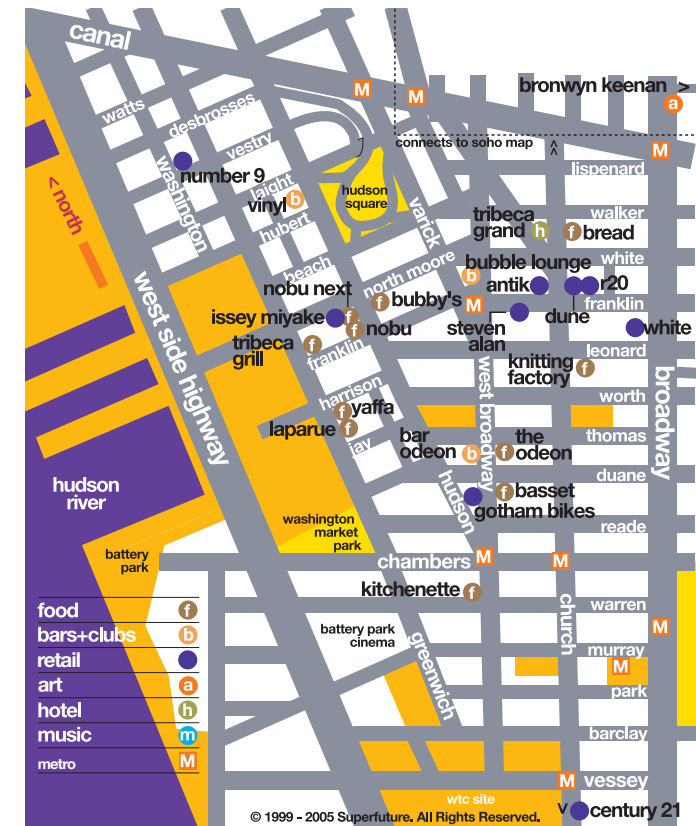 canal
M
M
bronwyn keenan >
a
watts
desbrosses
connects to soho map
^
^
M
vestry
lispenard
washington
number 9
< north
laight
vinyl
b
hudson
square
varick
tribeca
grand
h
f
bread
walker
hubert
white
beach
north moore
bubble lounge
b
antik
r20
nobu next
f
bubby's
M
franklin
west side highway
issey miyake
f
f
nobu
steven
alan
dune
white
tribeca
grill
f
franklin
leonard
knitting
factory
f
west broadway
broadway
harrison
worth
f
yaffa
laparue
f
jay
bar
odeon
b
f
the
odeon
thomas
duane
hudson
river
hudson
f
basset
gotham bikes
washington
market
park
reade
battery
park
chambers
M
M
kitchenette
f
church
warren
food
f
bars+clubs
b
battery park
cinema
greenwich
M
murray
M
retail
art
a
park
hotel
h
music
m
barclay
metro
M
M
vessey
wtc site
© 1999 - 2005 Superfuture. All Rights Reserved.
v
century 21